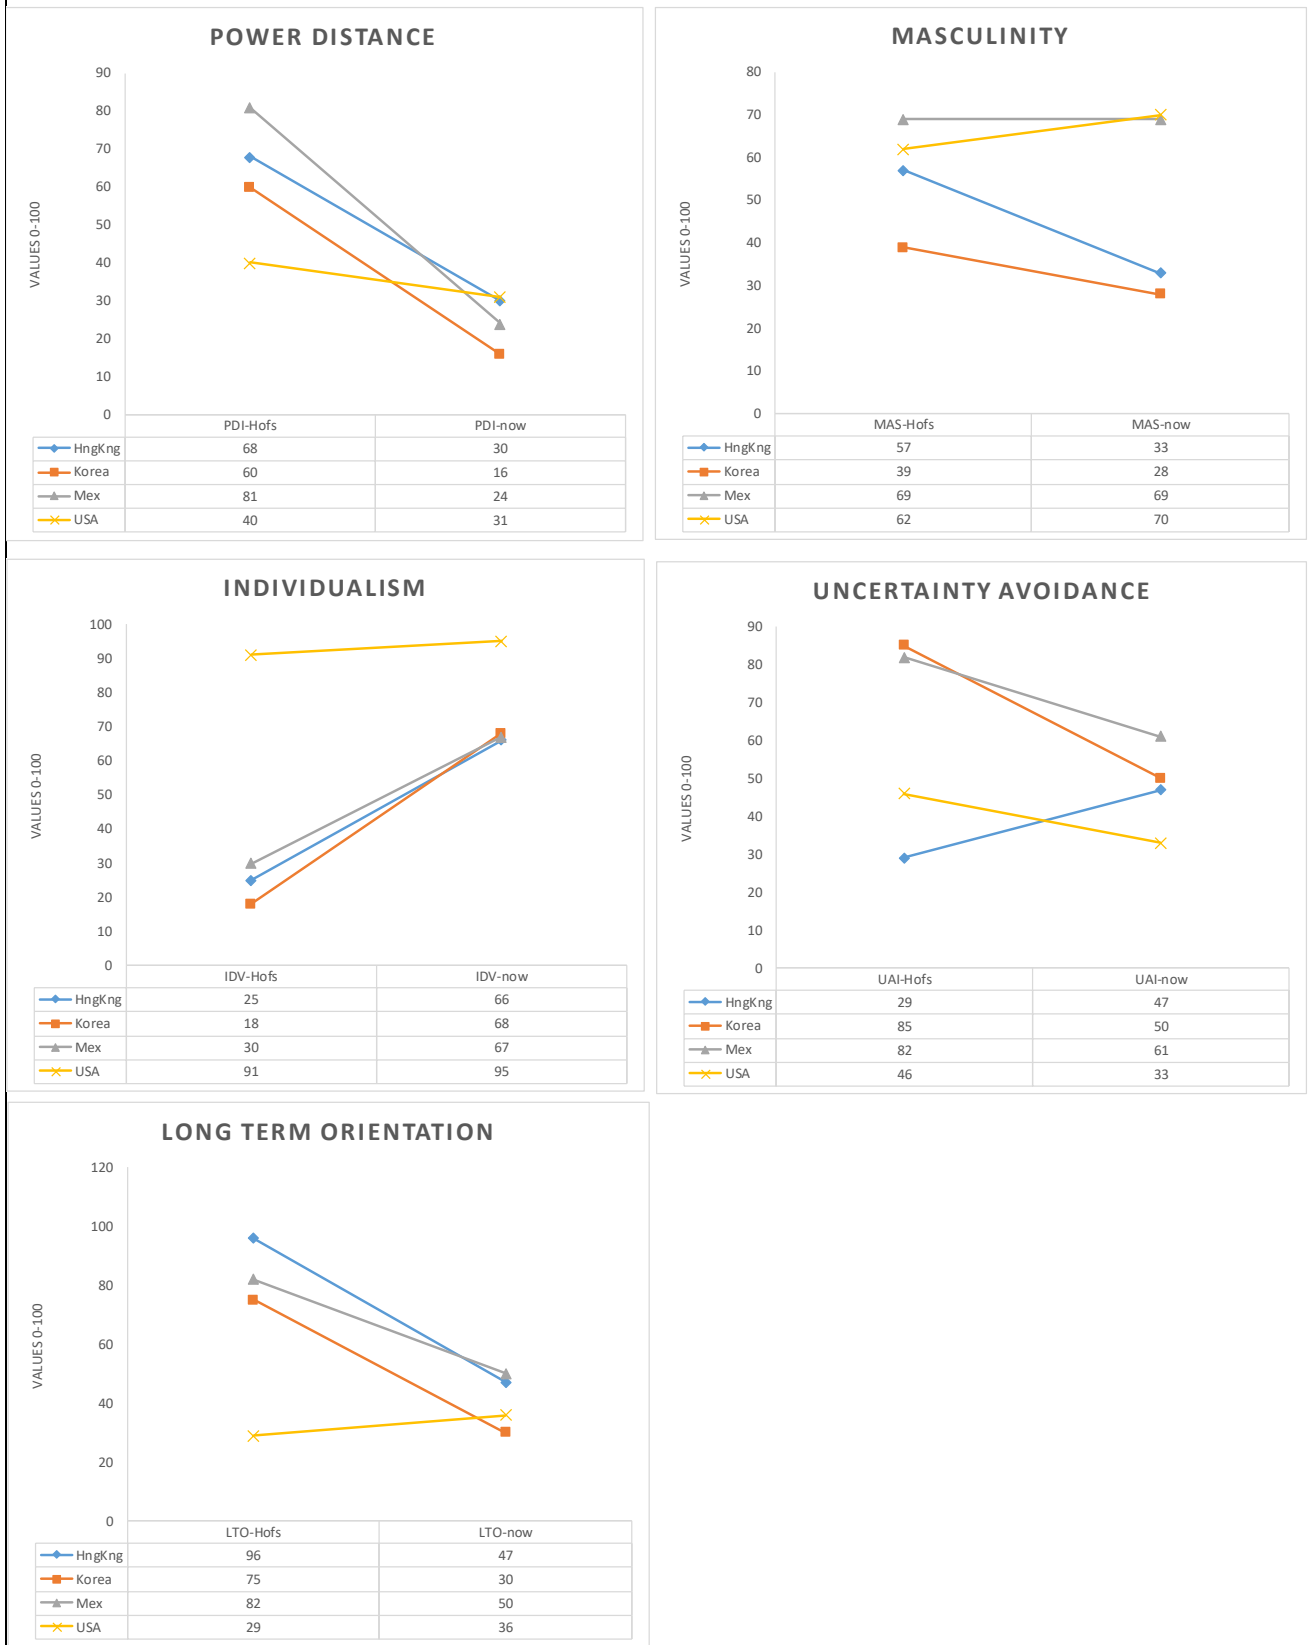 POWER DISTANCE
VALUES 0-100
90
80
70
60
50
40
30
20
10
0
PDI-Hofs PDI-now
HngKng 68 30
Korea 60 16
Mex 81 24
USA 40 31
MASCULINITY
VALUES 0-100
80
70
60
50
40
30
20
10
0
MAS-Hofs MAS-now
HngKng 57 33
Korea 39 28
Mex 69 69
USA 62 70
INDIVIDUALISM
VALUES 0-100
100
90
80
70
60
50
40
30
20
10
0
IDV-Hofs IDV-now
HngKng 25 66
Korea 18 68
Mex 30 67
USA 91 95
UNCERTAINTY AVOIDANCE
VALUES 0-100
90
80
70
60
50
40
30
20
10
0
UAI-Hofs UAI-now
HngKng 29 47
Korea 85 50
Mex 82 61
USA 46 33
LONG TERM ORIENTATION
VALUES 0-100
120
100
80
60
40
20
0
LTO-Hofs LTO-now
HngKng 96 47
Korea 75 30
Mex 82 50
USA 29 36